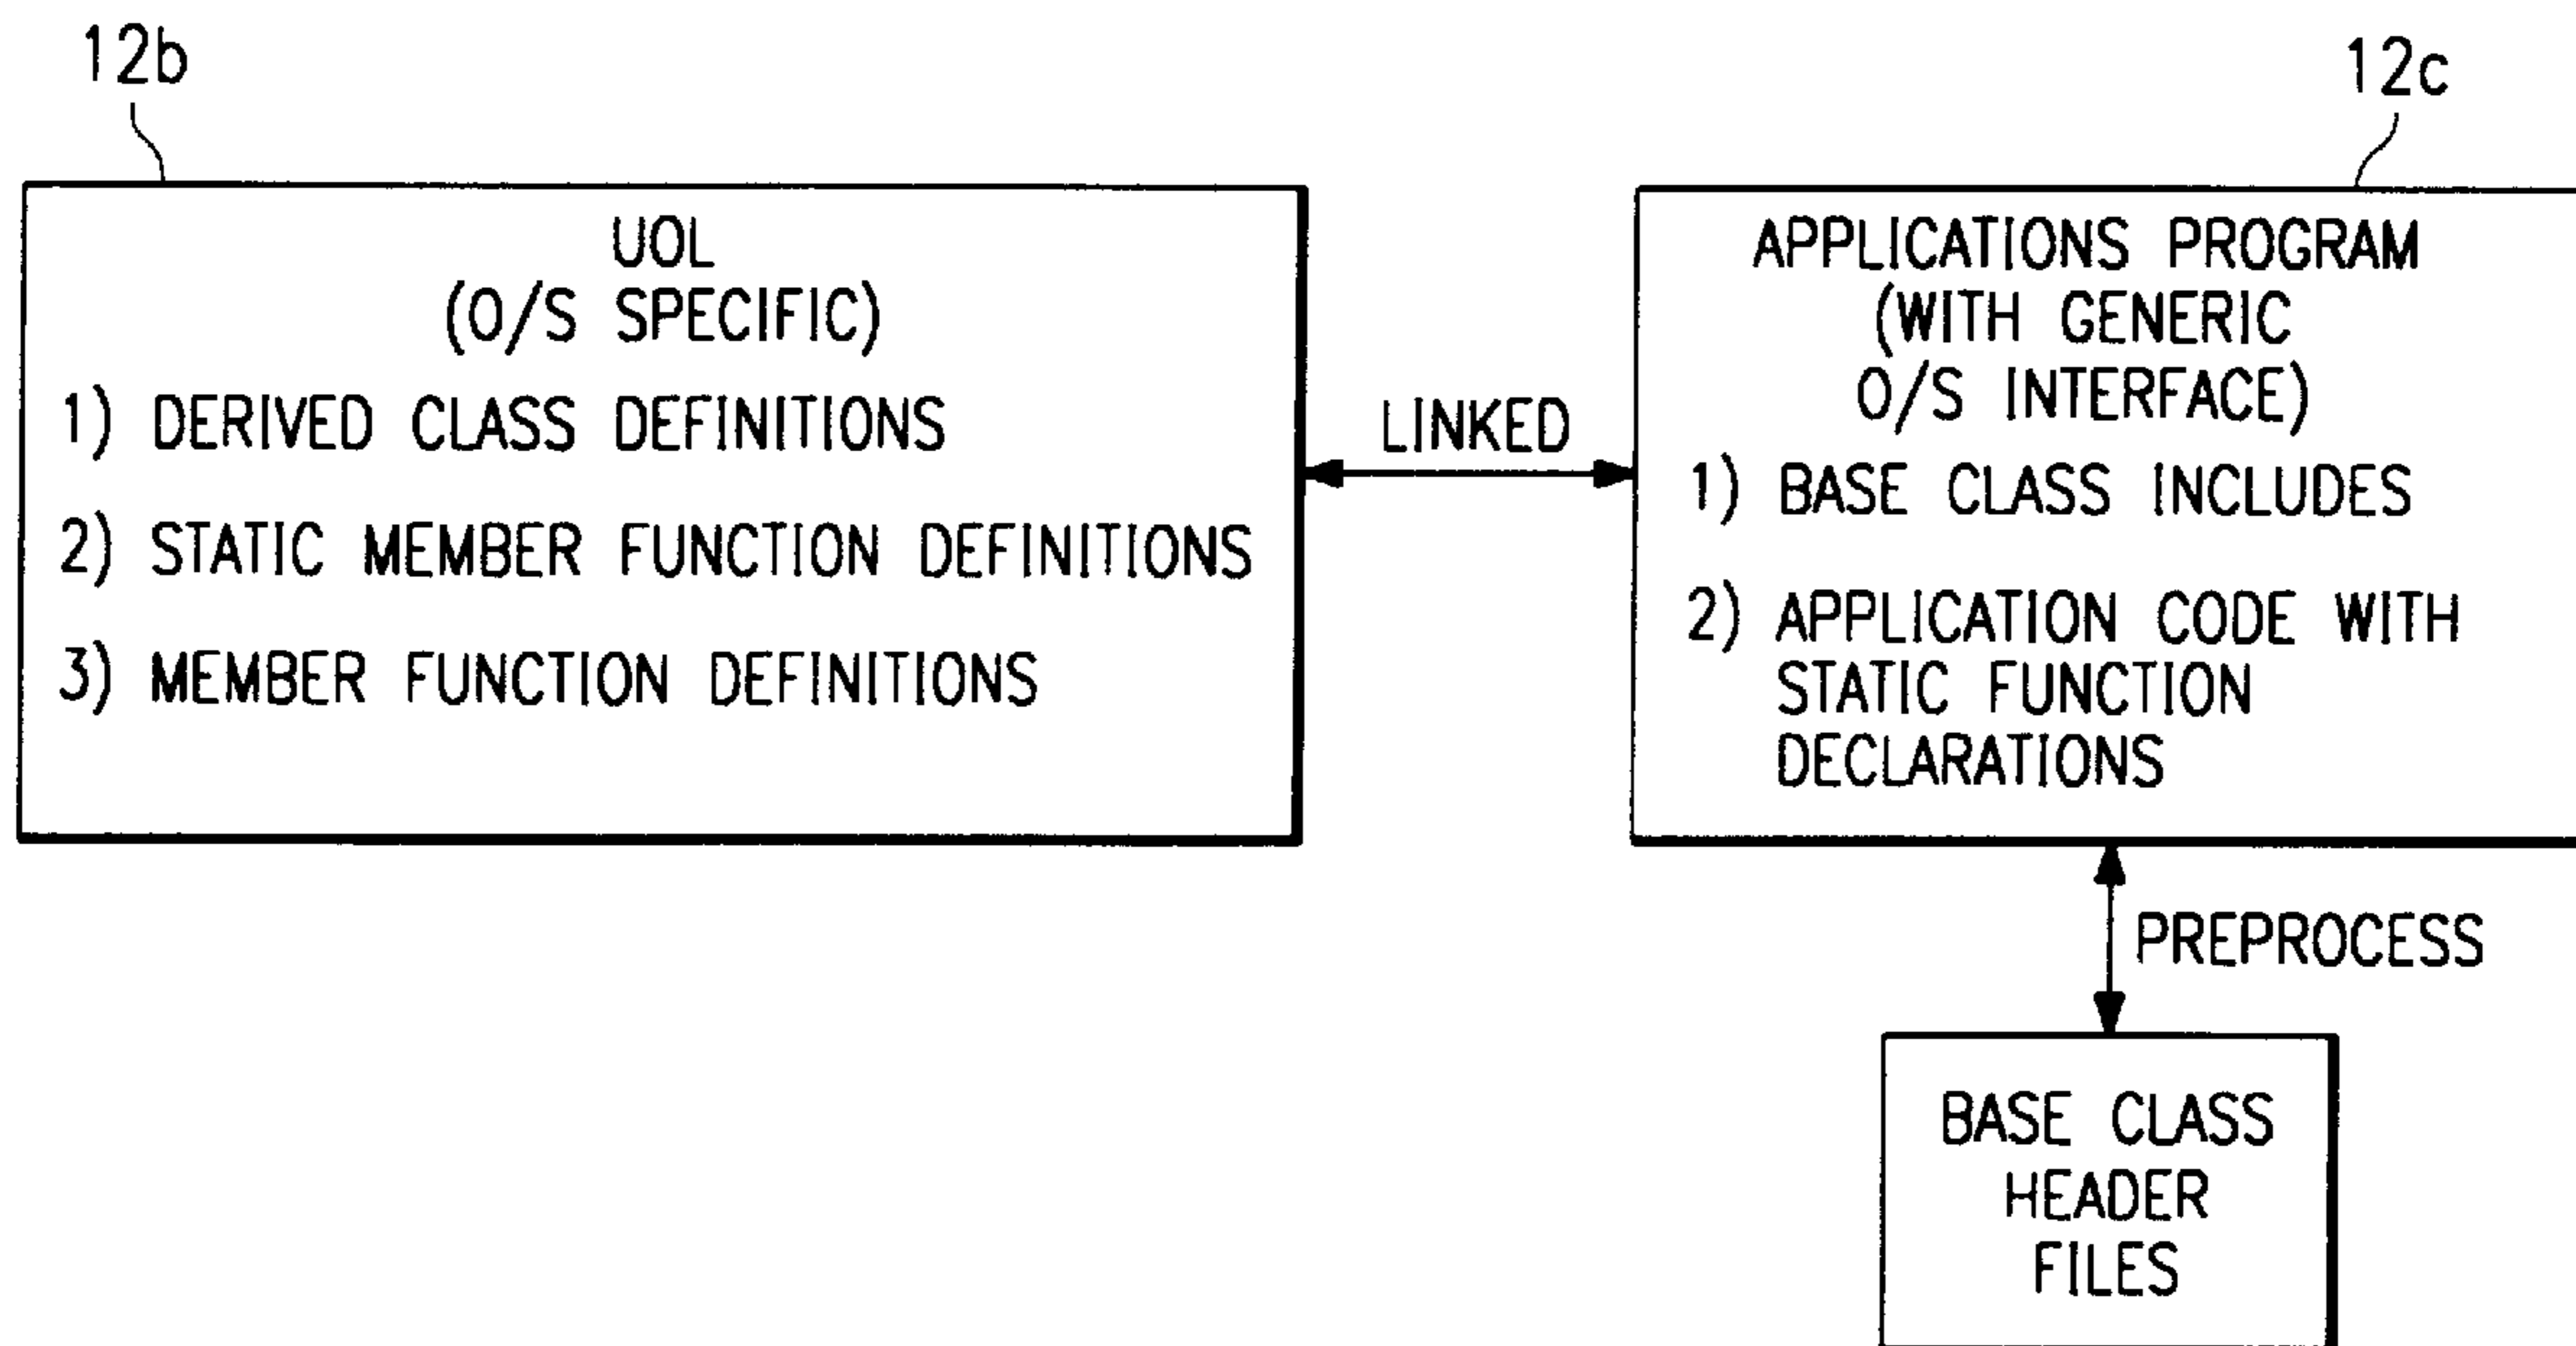 12b
UOL
(O/S SPECIFIC)
1) DERIVED CLASS DEFINITIONS
2) STATIC MEMBER FUNCTION DEFINITIONS
3) MEMBER FUNCTION DEFINITIONS
LINKED
12c
APPLICATIONS PROGRAM
(WITH GENERIC
O/S INTERFACE)
1) BASE CLASS INCLUDES
2) APPLICATION CODE WITH
STATIC FUNCTION
DECLARATIONS
PREPROCESS
BASE CLASS
HEADER
FILES